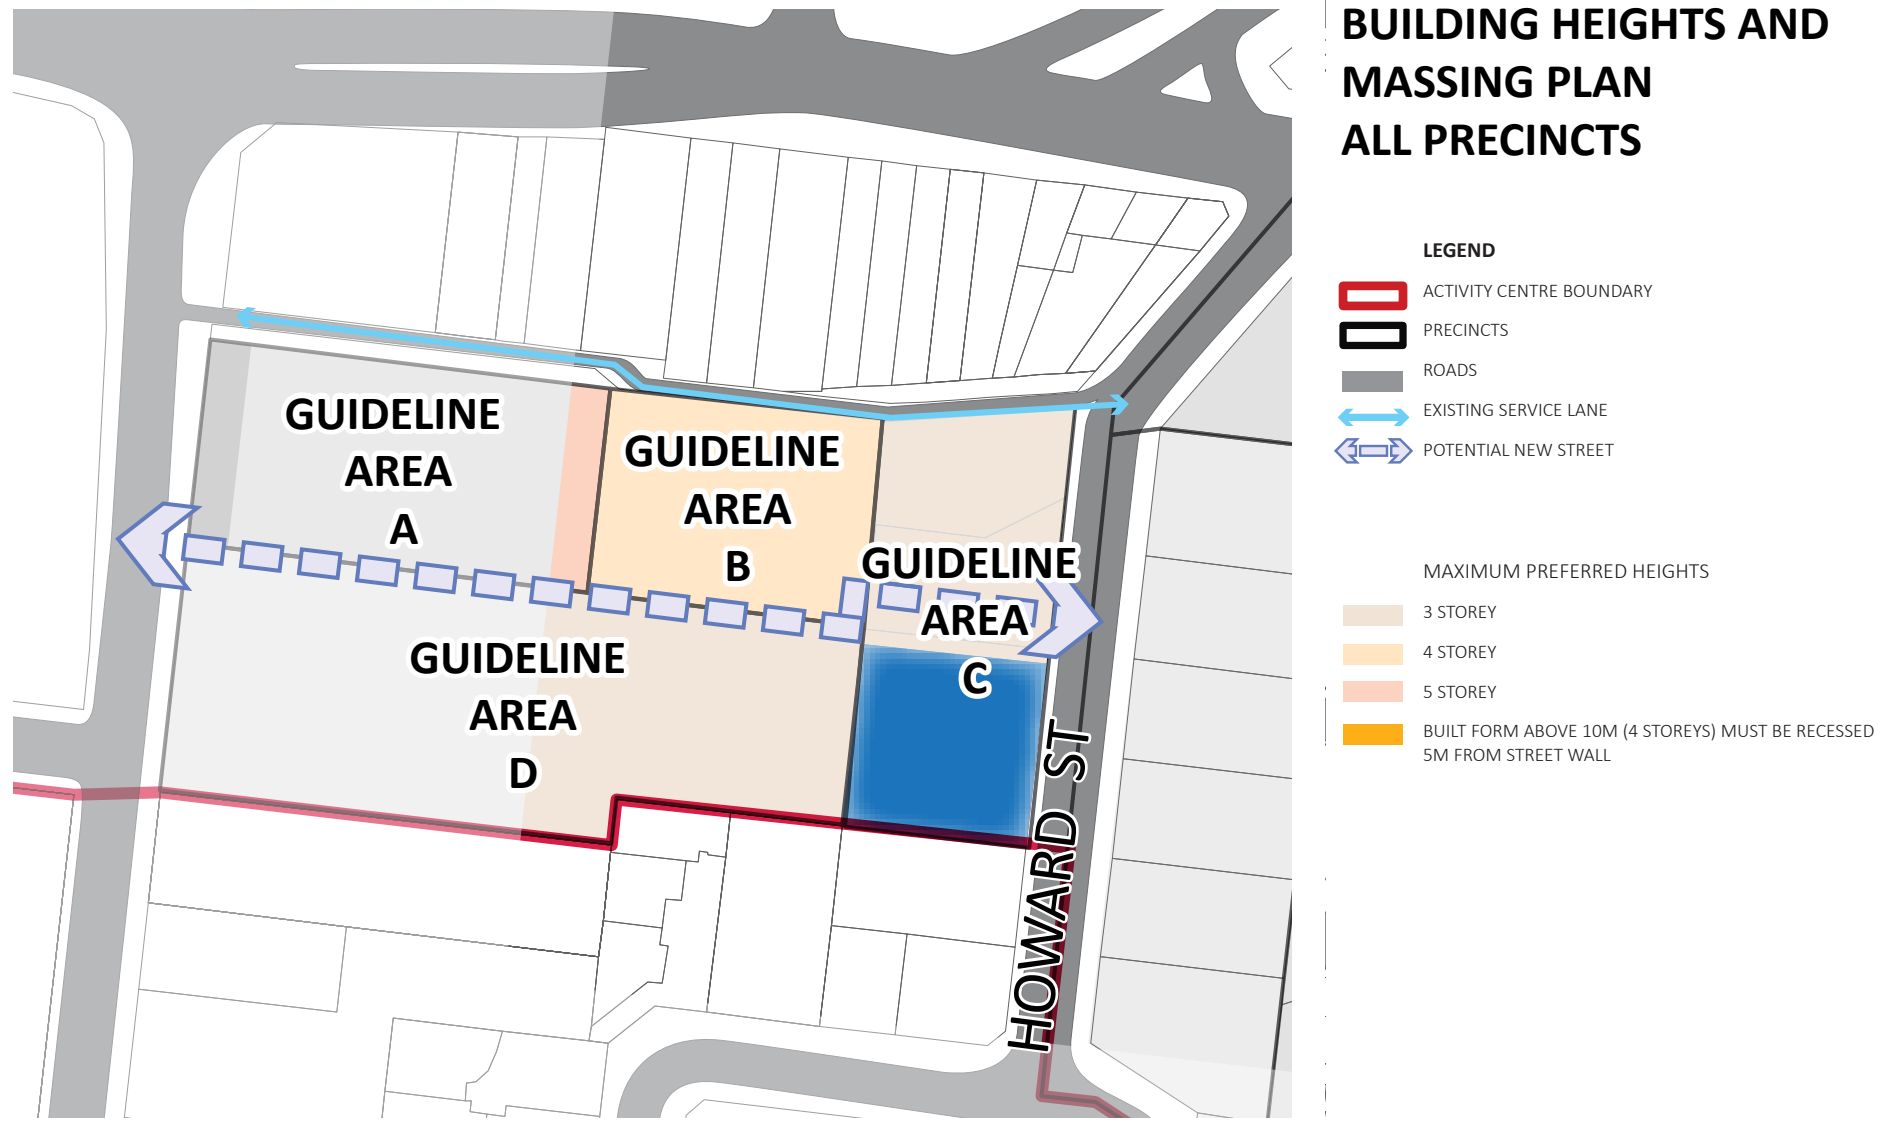 BUILDING HEIGHTS AND
MASSING PLAN
ALL PRECINCTS
LEGEND
ACTIVITY CENTRE BOUNDARY
PRECINCTS
ROADS
EXISTING SERVICE LANE
POTENTIAL NEW STREET
MAXIMUM PREFERRED HEIGHTS
3 STOREY
4 STOREY
5 STOREY
BUILT FORM ABOVE 10M (4 STOREYS) MUST BE RECESSED
5M FROM STREET WALL
GUIDELINE
AREA
A
GUIDELINE
AREA
B
GUIDELINE
AREA
C
GUIDELINE
AREA
D
HOWARD ST